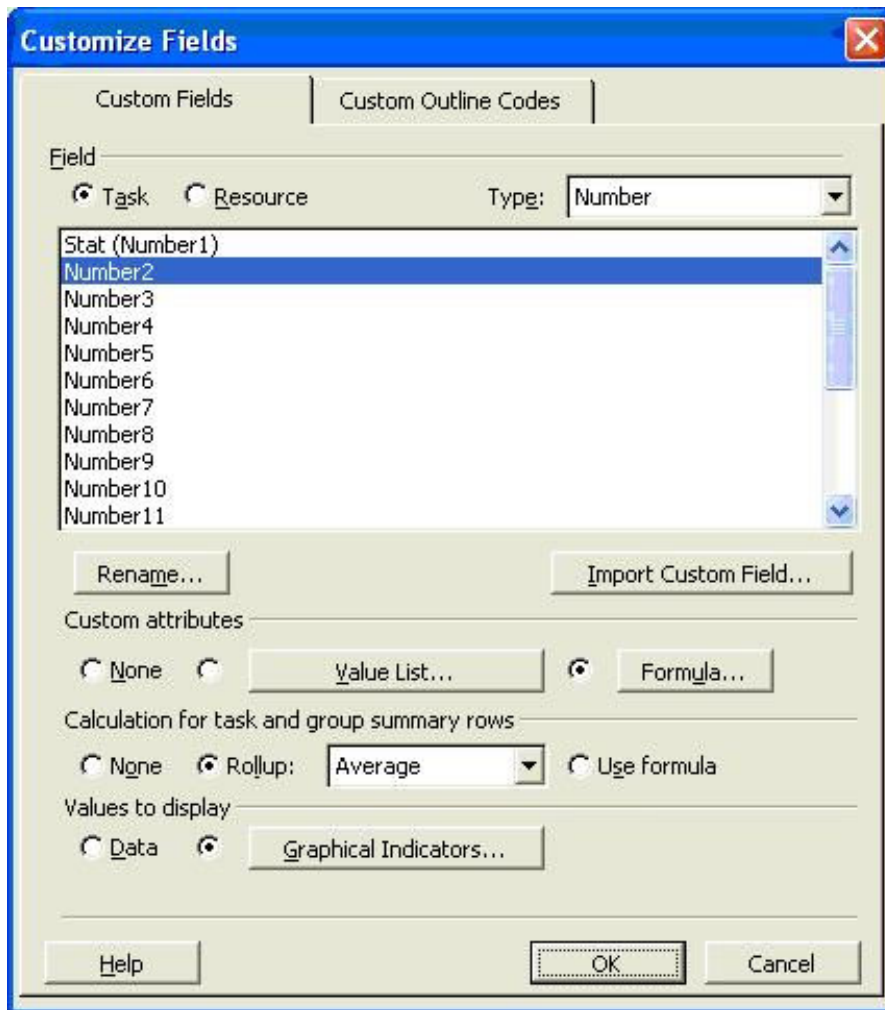 Customize Fields
Custom Fields
Custom Outline Codes
Field
Task
Resource
Type:
Number
Stat (Number1)
Number2
Number3
Number4
Number5
Number6
Number7
Number8
Number9
Number10
Number11
Rename...
Import Custom Field...
Custom attributes
None
Value List...
Formula...
Calculation for task and group summary rows
None
Rollup:
Average
Use formula
Values to display
Data
Graphical Indicators...
Help
OK
Cancel